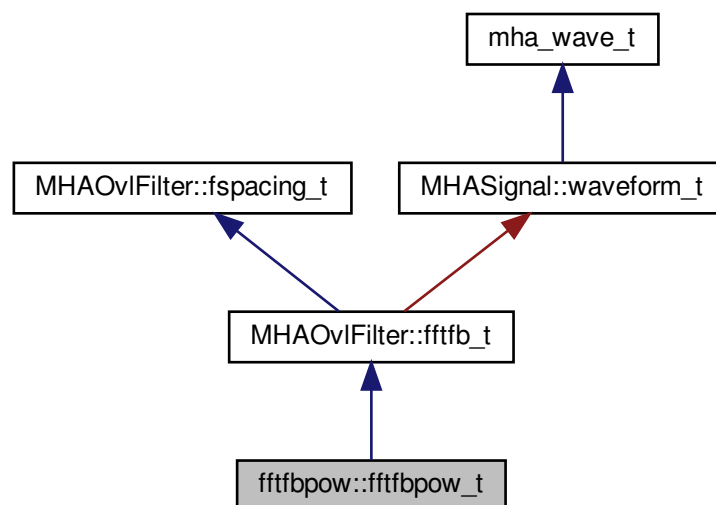 mha_wave_t
MHAOvlFilter::fspacing_t
MHASignal::waveform_t
MHAOvlFilter::fftfb_t
fftfbpow::fftfbpow_t